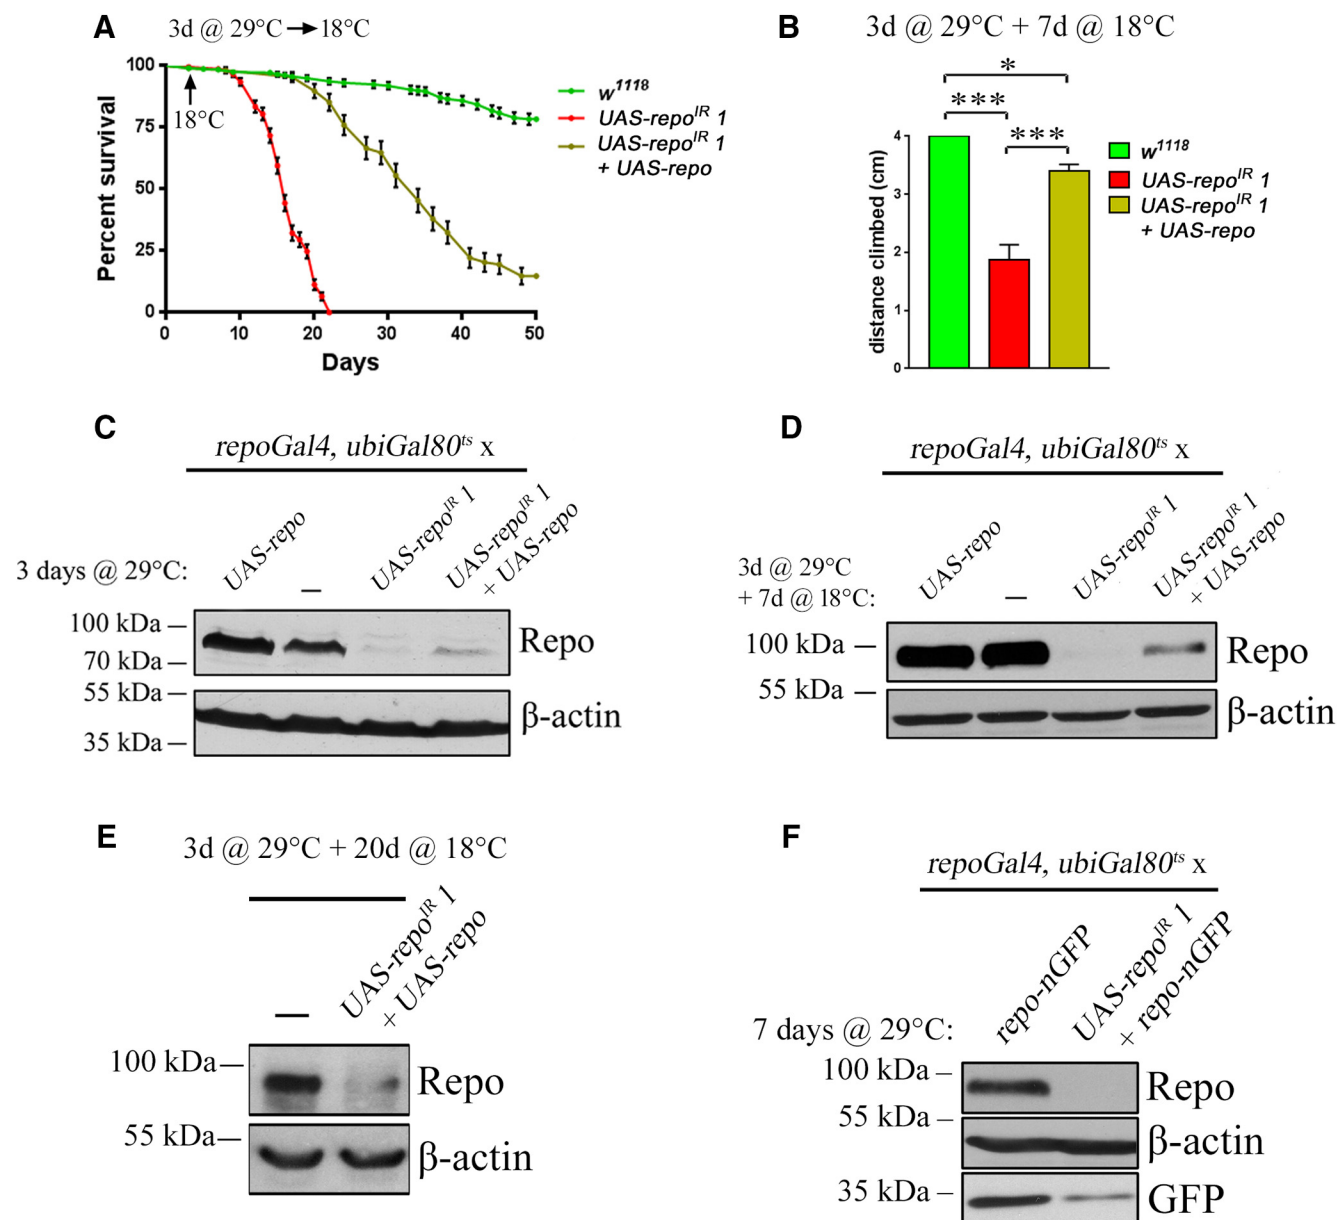 A
3d @ 29°C → 18°C
Percent survival
100
75
50
25
0
18°C
0 10 20 30 40 50
Days
w1118
UAS-repoIR 1
UAS-repoIR 1
+ UAS-repo
B
3d @ 29°C + 7d @ 18°C
*
***
***
distance climbed (cm)
4
3
2
1
0
w1118
UAS-repoIR 1
UAS-repoIR 1
+ UAS-repo
C
repoGal4, ubiGal80ts x
3 days @ 29°C:
UAS-repo
–
UAS-repoIR 1
UAS-repoIR 1
+ UAS-repo
100 kDa –
70 kDa –
Repo
55 kDa –
35 kDa –
β-actin
D
repoGal4, ubiGal80ts x
3d @ 29°C
+ 7d @ 18°C:
UAS-repo
–
UAS-repoIR 1
UAS-repoIR 1
+ UAS-repo
100 kDa –
Repo
55 kDa –
β-actin
E
3d @ 29°C + 20d @ 18°C
–
UAS-repoIR 1
+ UAS-repo
100 kDa –
Repo
55 kDa –
β-actin
F
repoGal4, ubiGal80ts x
7 days @ 29°C:
repo-nGFP
UAS-repoIR 1
+ repo-nGFP
100 kDa –
Repo
55 kDa –
β-actin
35 kDa –
GFP